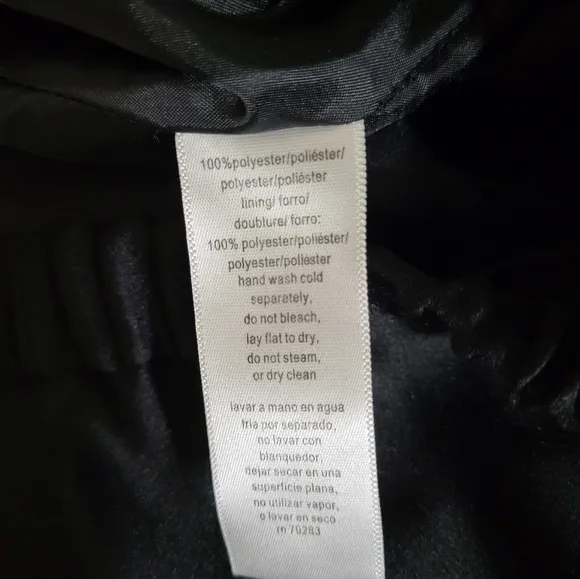 100%polyester/poliéster/
polyester/poliéster
lining/ forro/
doublure/ forro:
100% polyester/poliéster/
polyester/poliéster
hand wash cold
separately,
do not bleach,
lay flat to dry,
do not steam,
or dry clean
lavar a mano en agua
fria por separado,
no lavar con
blanquedor,
dejar secar en una
superficie plana,
no utilizar vapor,
o lavar en seco
rn 79283